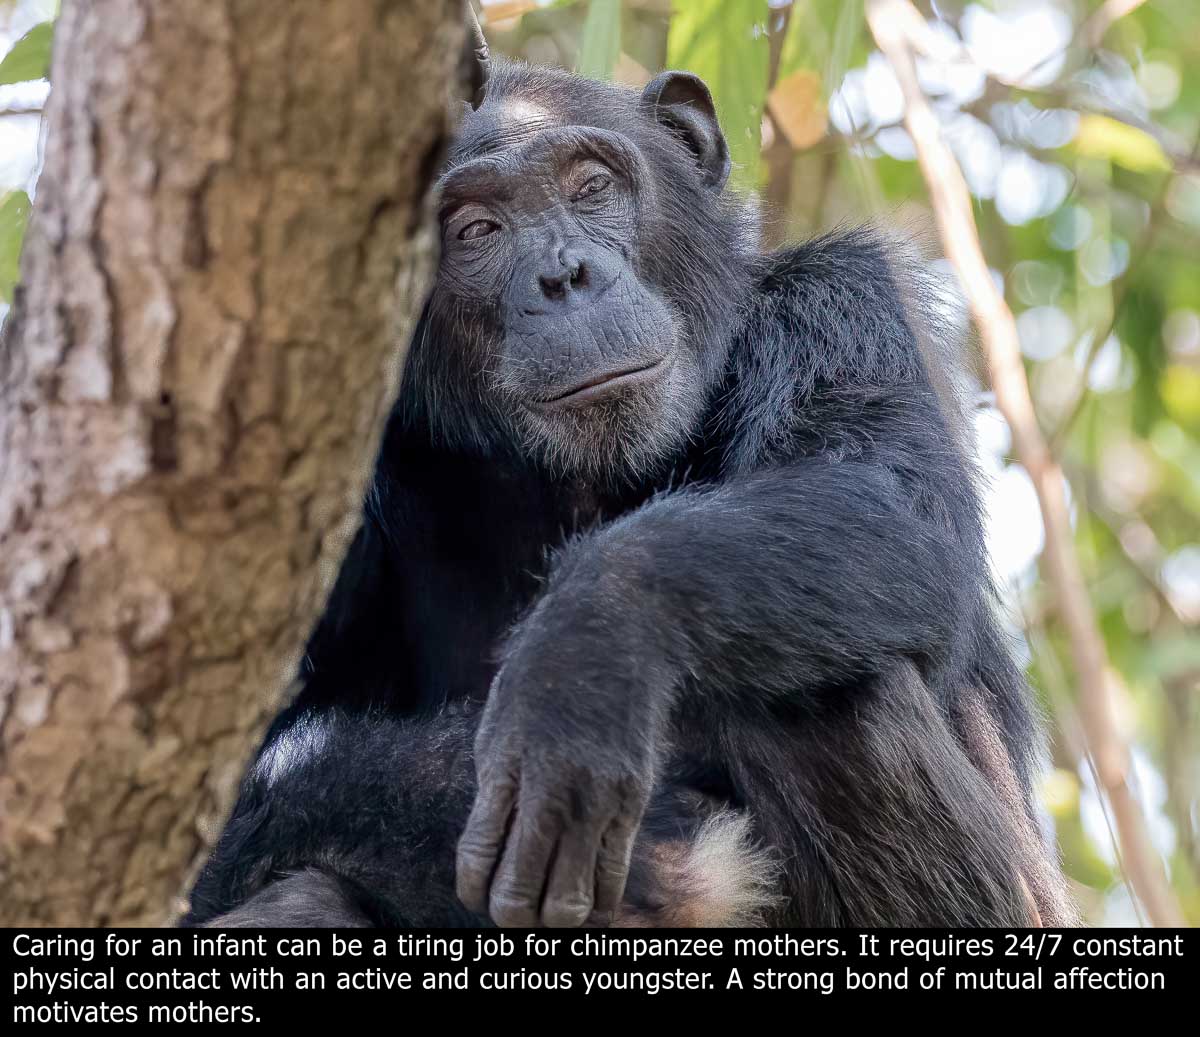 Caring for an infant can be a tiring job for chimpanzee mothers. It requires 24/7 constant
physical contact with an active and curious youngster. A strong bond of mutual affection
motivates mothers.